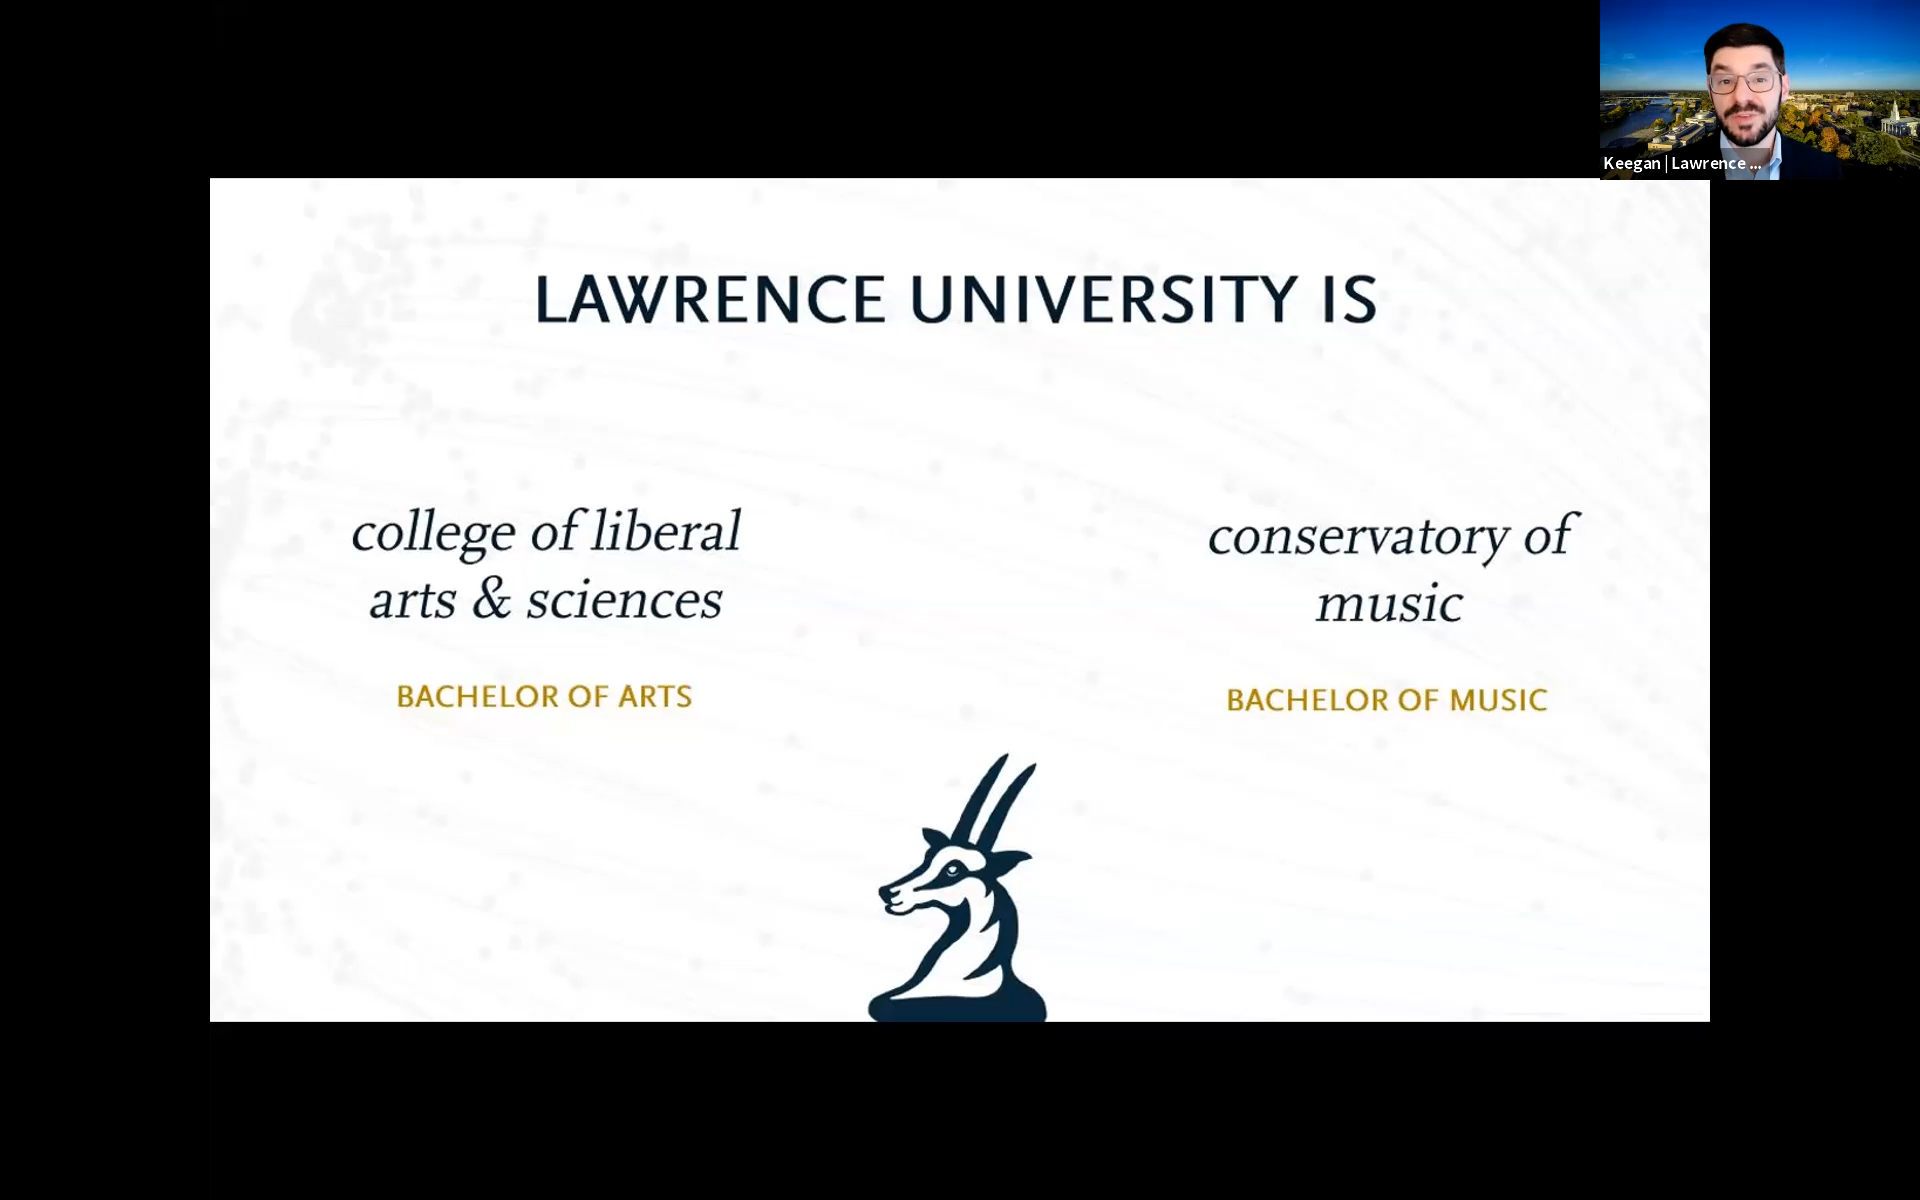 Keegan | Lawrence ...
LAWRENCE UNIVERSITY IS
college of liberal
arts & sciences
BACHELOR OF ARTS
conservatory of
music
BACHELOR OF MUSIC